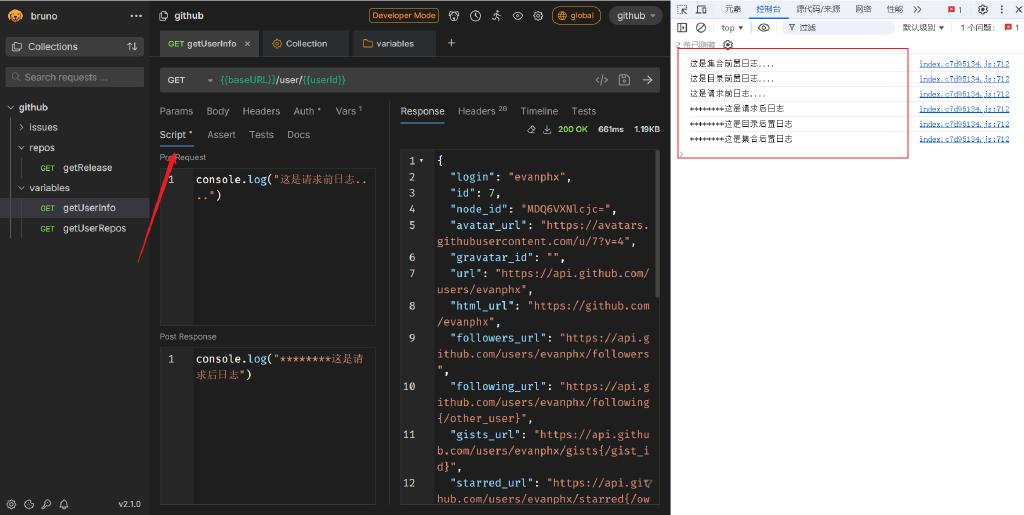 bruno
Collections
Search requests ...
github
issues
repos
GET getRelease
variables
GET getUserInfo
GET getUserRepos
v2.1.0
github
Developer Mode
global
github
GET getUserInfo
Collection
variables
GET
{{baseURL}}/user/{{userId}}
Params Body Headers Auth Vars 1
Script Assert Tests Docs
Pre Request
1 console.log("这是请求前日志..
..")
Post Response
1 console.log("********这是请
求后日志")
Response Headers 26 Timeline Tests
200 OK 661ms 1.19KB
1 {
2 "login": "evanphx",
3 "id": 7,
4 "node_id": "MDQ6VXNlcjc=",
5 "avatar_url": "https://avatars.
githubusercontent.com/u/7?v=4",
6 "gravatar_id": "",
7 "url": "https://api.github.com/
users/evanphx",
8 "html_url": "https://github.com
/evanphx",
9 "followers_url": "https://api.g
ithub.com/users/evanphx/followers
",
10 "following_url": "https://api.g
ithub.com/users/evanphx/following
{/other_user}",
11 "gists_url": "https://api.githu
b.com/users/evanphx/gists{/gist_i
d}",
12 "starred_url": "https://api.git
hub.com/users/evanphx/starred{/ow
元素 控制台 源代码/来源 网络 性能 1
top 过滤 默认级别 1 个问题: 1
这是集合前置日志.... index.c7d95134.js:712
这是目录前置日志.... index.c7d95134.js:712
这是请求前日志.... index.c7d95134.js:712
********这是请求后日志 index.c7d95134.js:712
********这是目录后置日志 index.c7d95134.js:712
********这是集合后置日志 index.c7d95134.js:712